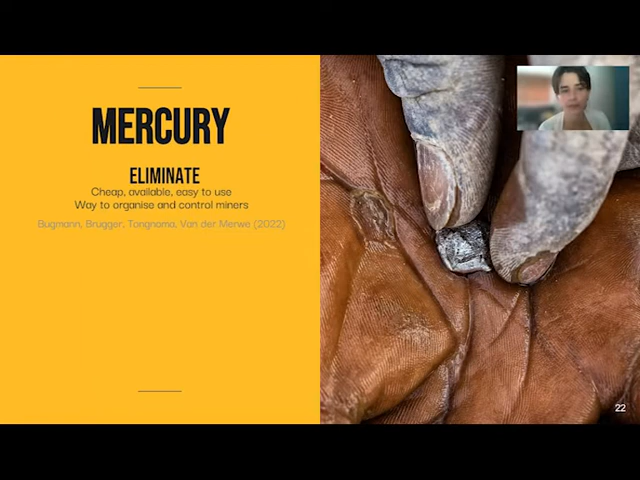 MERCURY
ELIMINATE
Cheap, available, easy to use
Way to organise and control miners
Bugmann, Brugger, Tongnoma, Van der Merwe (2022)
22